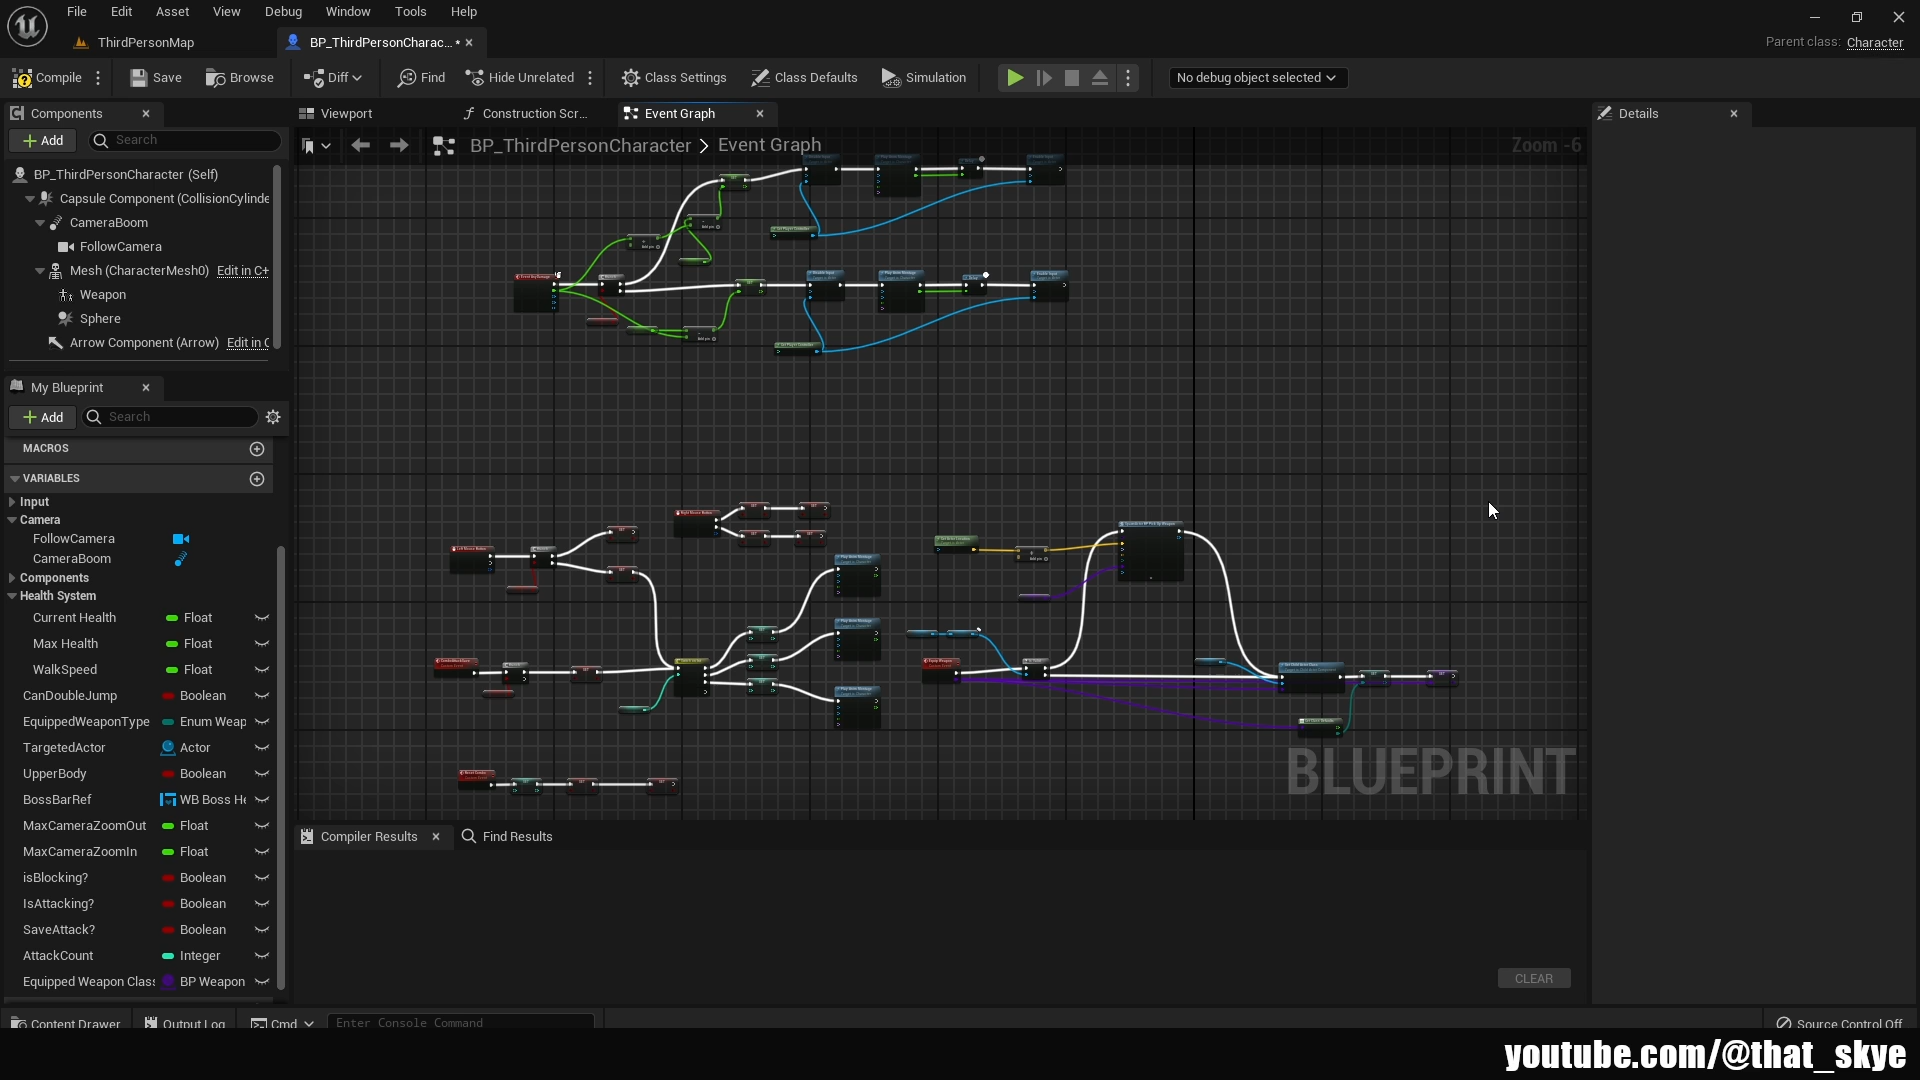 File Edit Asset View Debug Window Tools Help
ThirdPersonMap
BP_ThirdPersonCharac... •
Parent class: Character
Compile
Save
Browse
Diff
Find
Hide Unrelated
Class Settings
Class Defaults
Simulation
No debug object selected
Components
Add
Search
BP_ThirdPersonCharacter (Self)
Capsule Component (CollisionCylinde
CameraBoom
FollowCamera
Mesh (CharacterMesh0) Edit in C+
Weapon
Sphere
Arrow Component (Arrow) Edit in C
My Blueprint
Add
Search
MACROS
VARIABLES
Input
Camera
FollowCamera
CameraBoom
Components
Health System
Current Health Float
Max Health Float
WalkSpeed Float
CanDoubleJump Boolean
EquippedWeaponType Enum Weap
TargetedActor Actor
UpperBody Boolean
BossBarRef WB Boss He
MaxCameraZoomOut Float
MaxCameraZoomIn Float
isBlocking? Boolean
IsAttacking? Boolean
SaveAttack? Boolean
AttackCount Integer
Equipped Weapon Class BP Weapon
Viewport
Construction Scr...
Event Graph
BP_ThirdPersonCharacter > Event Graph
Zoom -6
BLUEPRINT
Compiler Results
Find Results
CLEAR
Details
Content Drawer
Output Log
Cmd
Enter Console Command
Source Control Off
youtube.com/@that_skye